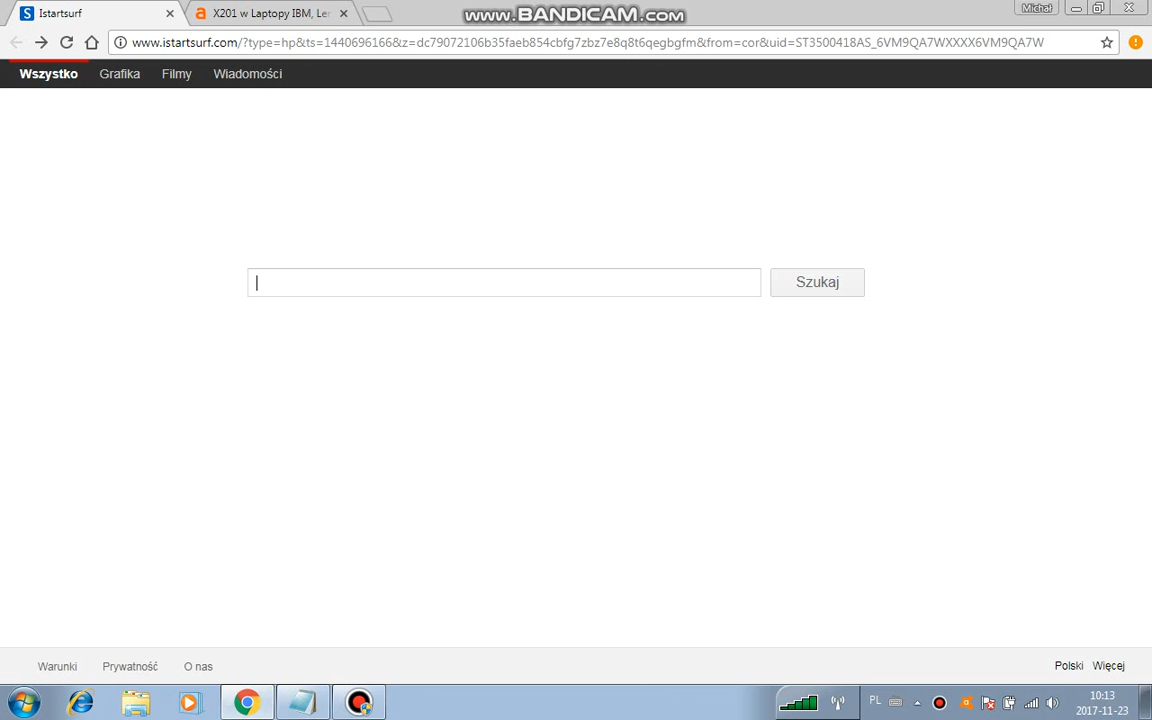 Istartsurf
X201 w Laptopy IBM, Ler
www.BANDICAM.com
Michał
www.istartsurf.com/?type=hp&ts=1440696166&z=dc79072106b35faeb854cbfg7zbz7e8q8t6qegbgfm&from=cor&uid=ST3500418AS_6VM9QA7WXXXX6VM9QA7W
Wszystko Grafika Filmy Wiadomości
Szukaj
Warunki Prywatność O nas Polski Więcej
PL
10:13
2017-11-23